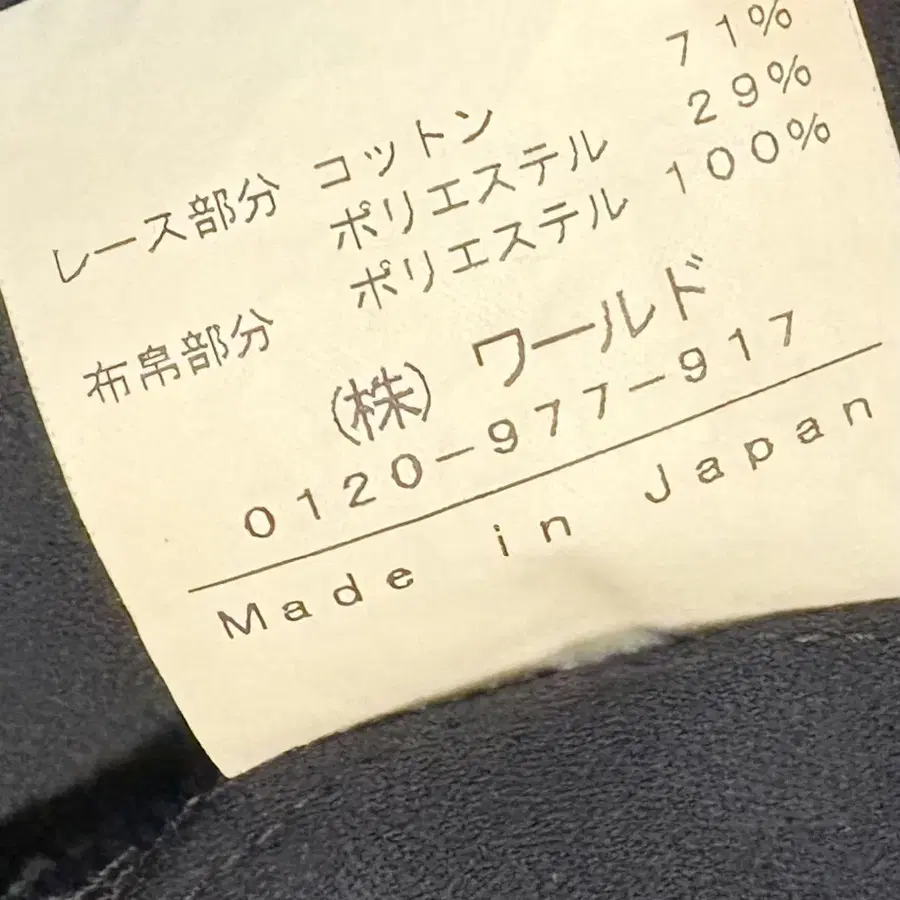 レース部分 コットン 71%
ポリエステル 29%
布帛部分 ポリエステル 100%
(株) ワールド
0120-977-917
Made in Japan